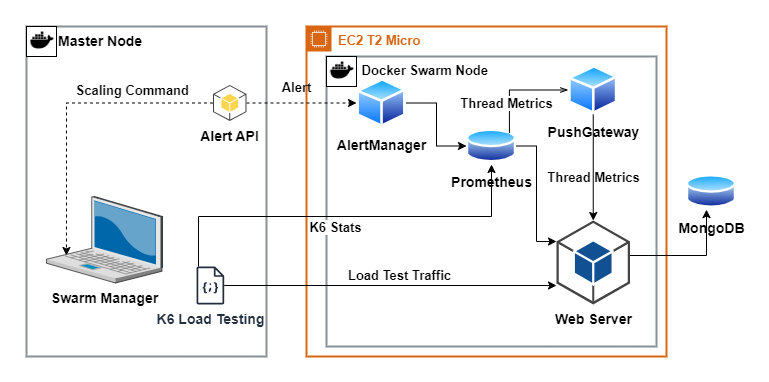 Master Node
EC2 T2 Micro
Docker Swarm Node
Scaling Command
Alert
Thread Metrics
Alert API
AlertManager
PushGateway
Prometheus
Thread Metrics
K6 Stats
MongoDB
Load Test Traffic
{;}
Swarm Manager
K6 Load Testing
Web Server